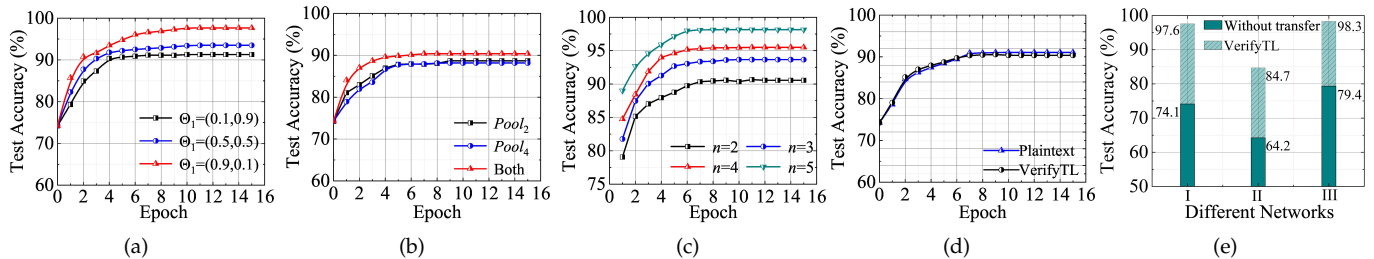 Test Accuracy (%)
100
90
80
70
60
0 2 4 6 8 10 12 14 16
Epoch
Θ₁=(0.1,0.9)
Θ₁=(0.5,0.5)
Θ₁=(0.9,0.1)
(a)
Test Accuracy (%)
100
90
80
70
60
0 2 4 6 8 10 12 14 16
Epoch
Pool₂
Pool₄
Both
(b)
Test Accuracy (%)
100
95
90
85
80
75
0 2 4 6 8 10 12 14 16
Epoch
n=2 n=3
n=4 n=5
(c)
Test Accuracy (%)
100
90
80
70
60
0 2 4 6 8 10 12 14 16
Epoch
Plaintext
VerifyTL
(d)
Test Accuracy (%)
100
90
80
70
60
50
Without transfer
VerifyTL
97.6
74.1
84.7
64.2
98.3
79.4
I II III
Different Networks
(e)